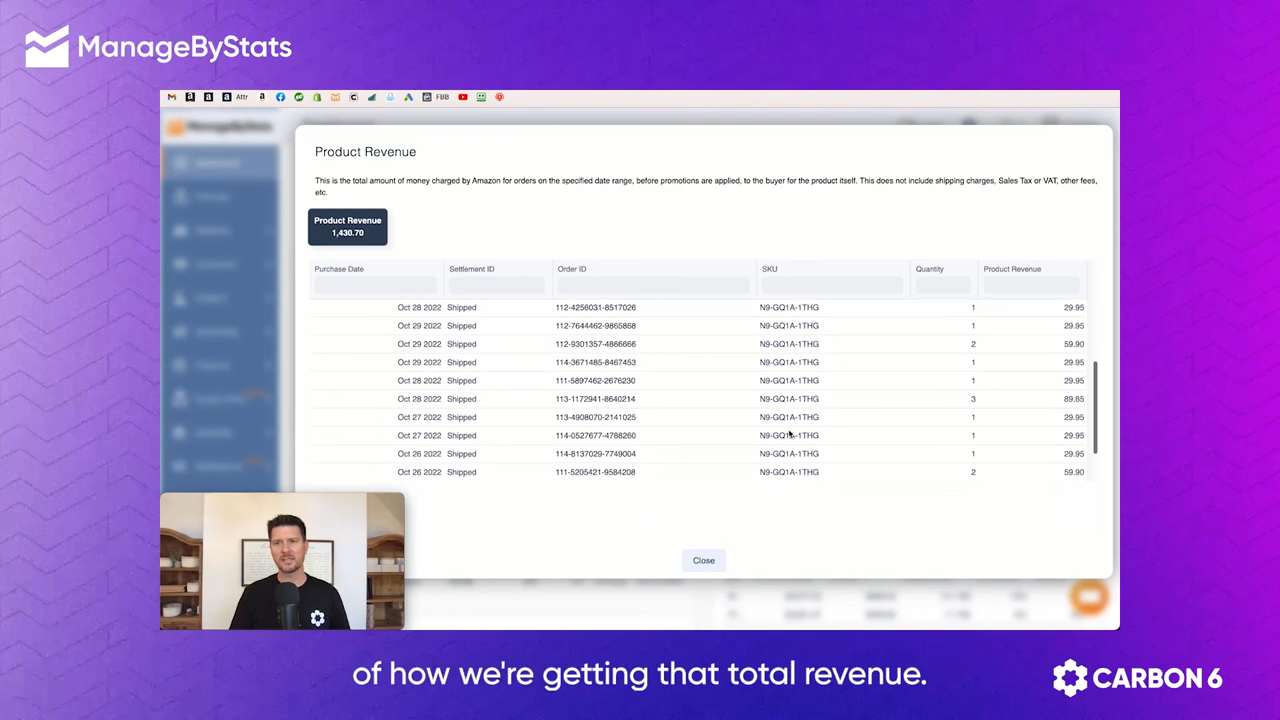 ManageByStats
Attr
FBB
ManageByStats
Product Revenue
This is the total amount of money charged by Amazon for orders on the specified date range, before promotions are applied, to the buyer for the product itself. This does not include shipping charges, Sales Tax or VAT, other fees,
etc.
Product Revenue
1,430.70
Purchase Date Settlement ID Order ID SKU Quantity Product Revenue
Oct 28 2022 Shipped 112-4256031-8517026 N9-GQ1A-1THG 1 29.95
Oct 29 2022 Shipped 112-7644462-9865868 N9-GQ1A-1THG 1 29.95
Oct 29 2022 Shipped 112-9301357-4866666 N9-GQ1A-1THG 2 59.90
Oct 29 2022 Shipped 114-3671485-8467453 N9-GQ1A-1THG 1 29.95
Oct 28 2022 Shipped 111-5897462-2676230 N9-GQ1A-1THG 1 29.95
Oct 28 2022 Shipped 113-1172941-8640214 N9-GQ1A-1THG 3 89.85
Oct 27 2022 Shipped 113-4908070-2141025 N9-GQ1A-1THG 1 29.95
Oct 27 2022 Shipped 114-0527677-4788260 N9-GQ1A-1THG 1 29.95
Oct 26 2022 Shipped 114-8137029-7749004 N9-GQ1A-1THG 1 29.95
Oct 26 2022 Shipped 111-5205421-9584208 N9-GQ1A-1THG 2 59.90
Close
of how we're getting that total revenue.
CARBON 6